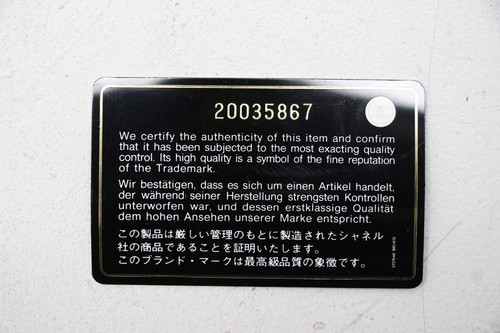 20035867
We certify the authenticity of this item and confirm
that it has been subjected to the most exacting quality
control. Its high quality is a symbol of the fine reputation
of the Trademark.
Wir bestätigen, dass es sich um einen Artikel handelt,
der während seiner Herstellung strengsten Kontrollen
unterworfen war, und dessen erstklassige Qualität
dem hohen Ansehen unserer Marke entspricht.
この製品は厳しい管理のもとに製造されたシャネル
社の商品であることを証明いたします。
このブランド・マークは最高級品質の象徴です。